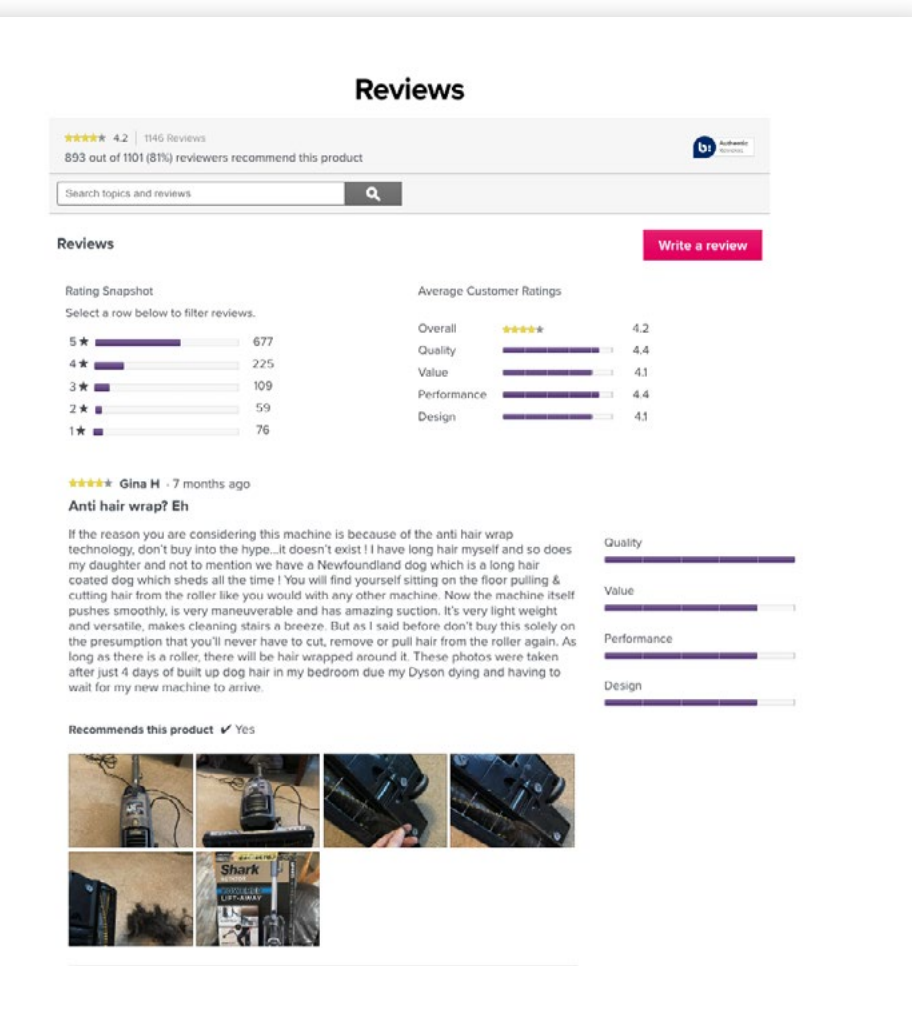 Reviews
4.2 | 1146 Reviews
893 out of 1101 (81%) reviewers recommend this product
b: Authentic Reviews
Search topics and reviews
Reviews
Write a review
Rating Snapshot
Select a row below to filter reviews.
5★ 677
4★ 225
3★ 109
2★ 59
1★ 76
Average Customer Ratings
Overall 4.2
Quality 4.4
Value 4.1
Performance 4.4
Design 4.1
Gina H · 7 months ago
Anti hair wrap? Eh
If the reason you are considering this machine is because of the anti hair wrap
technology, don't buy into the hype...it doesn't exist ! I have long hair myself and so does
my daughter and not to mention we have a Newfoundland dog which is a long hair
coated dog which sheds all the time ! You will find yourself sitting on the floor pulling &
cutting hair from the roller like you would with any other machine. Now the machine itself
pushes smoothly, is very maneuverable and has amazing suction. It's very light weight
and versatile, makes cleaning stairs a breeze. But as I said before don't buy this solely on
the presumption that you'll never have to cut, remove or pull hair from the roller again. As
long as there is a roller, there will be hair wrapped around it. These photos were taken
after just 4 days of built up dog hair in my bedroom due my Dyson dying and having to
wait for my new machine to arrive.
Quality
Value
Performance
Design
Recommends this product ✔ Yes
Shark
POWERED
LIFT-AWAY